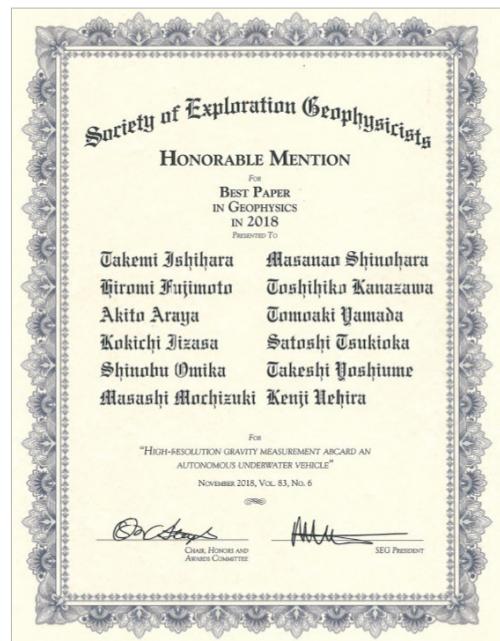 Society of Exploration Geophysicists
HONORABLE MENTION
FOR
BEST PAPER
IN GEOPHYSICS
IN 2018
PRESENTED TO
Takemi Ishihara Masanao Shinohara
Hiromi Fujimoto Toshihiko Kanazawa
Akito Araya Tomoaki Yamada
Kokichi Iizasa Satoshi Tsukioka
Shinobu Omika Takeshi Yoshiume
Masashi Mochizuki Kenji Uehira
FOR
"HIGH-RESOLUTION GRAVITY MEASUREMENT ABOARD AN
AUTONOMOUS UNDERWATER VEHICLE"
NOVEMBER 2018, VOL. 83, NO. 6
CHAIR, HONORS AND
AWARDS COMMITTEE
SEG PRESIDENT